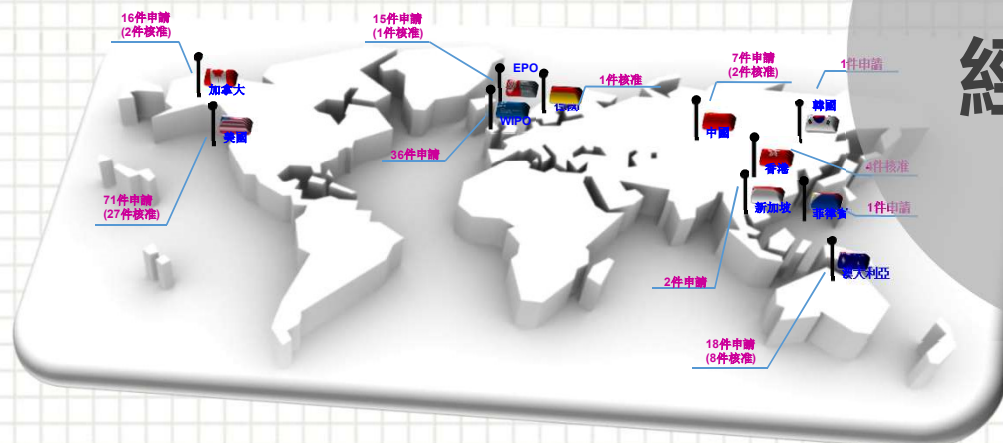 16件申請
(2件核准)
15件申請
(1件核准)
7件申請
(2件核准)
1件申請
加拿大
EPO
1件核准
WIPO
美國
36件申請
中國
韓國
香港
4件核准
71件申請
(27件核准)
新加坡
菲律賓
1件申請
澳大利亞
2件申請
18件申請
(8件核准)